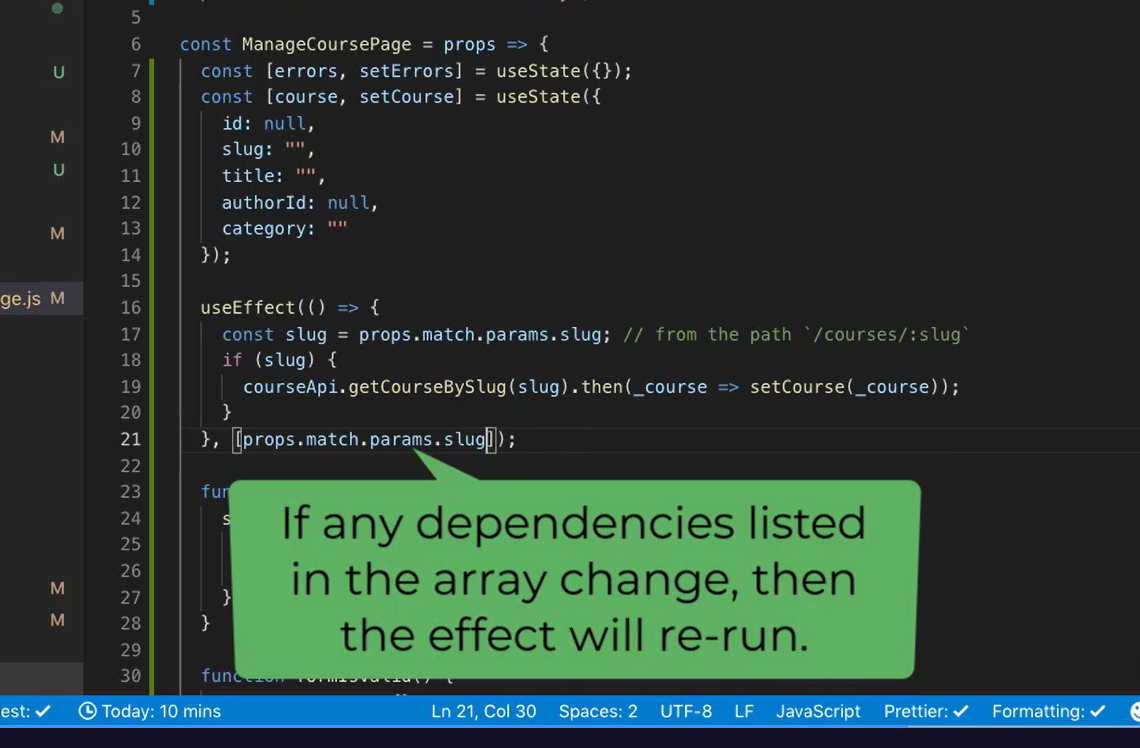 5
6 const ManageCoursePage = props => {
U 7 const [errors, setErrors] = useState({});
8 const [course, setCourse] = useState({
9 id: null,
M 10 slug: "",
U 11 title: "",
12 authorId: null,
M 13 category: ""
14 });
15
ge.js M 16 useEffect(() => {
17 const slug = props.match.params.slug; // from the path `/courses/:slug`
18 if (slug) {
19 courseApi.getCourseBySlug(slug).then(_course => setCourse(_course));
20 }
21 }, [props.match.params.slug]);
22
23 fun
24 s
25
26
M 27 }
M 28 }
29
30 function formIsValid() {
If any dependencies listed
in the array change, then
the effect will re-run.
est: ✓ Today: 10 mins Ln 21, Col 30 Spaces: 2 UTF-8 LF JavaScript Prettier: ✓ Formatting: ✓